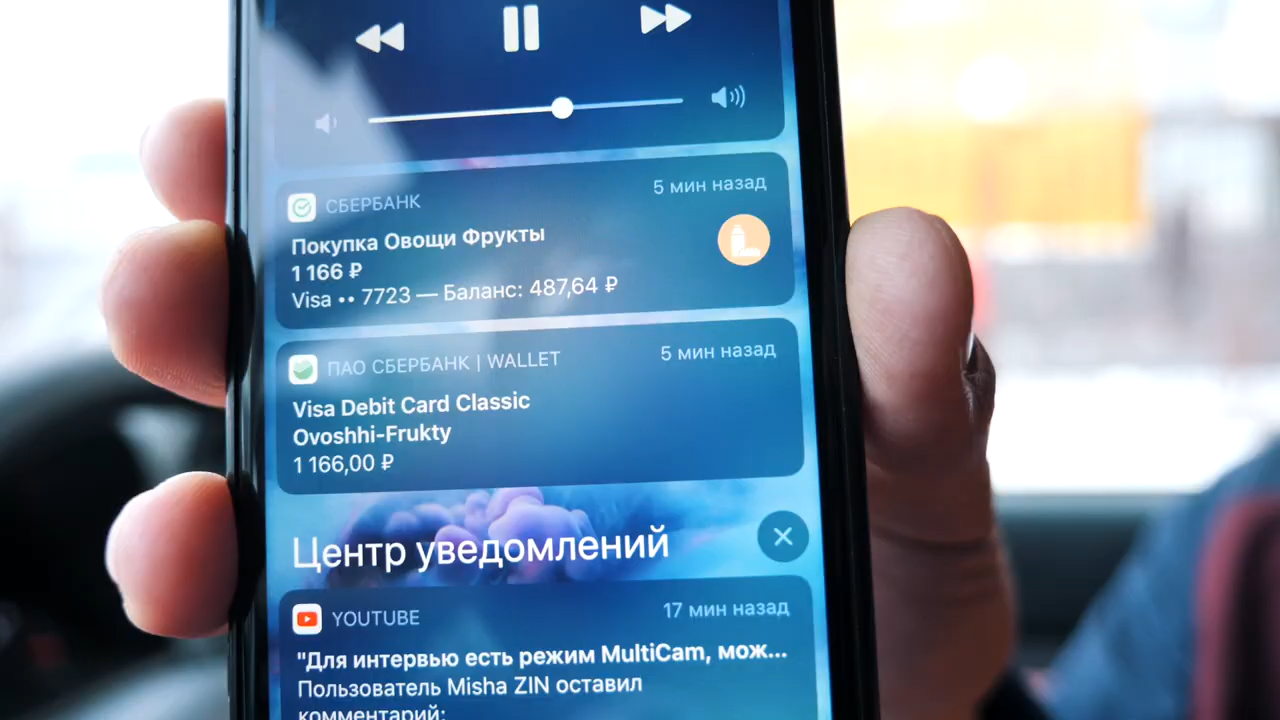 СБЕРБАНК
5 мин назад
Покупка Овощи Фрукты
1 166 ₽
Visa •• 7723 — Баланс: 487,64 ₽
ПАО СБЕРБАНК | WALLET
5 мин назад
Visa Debit Card Classic
Ovoshhi-Frukty
1 166,00 ₽
Центр уведомлений
YOUTUBE
17 мин назад
"Для интервью есть режим MultiCam, мож...
Пользователь Misha ZIN оставил
комментарий: